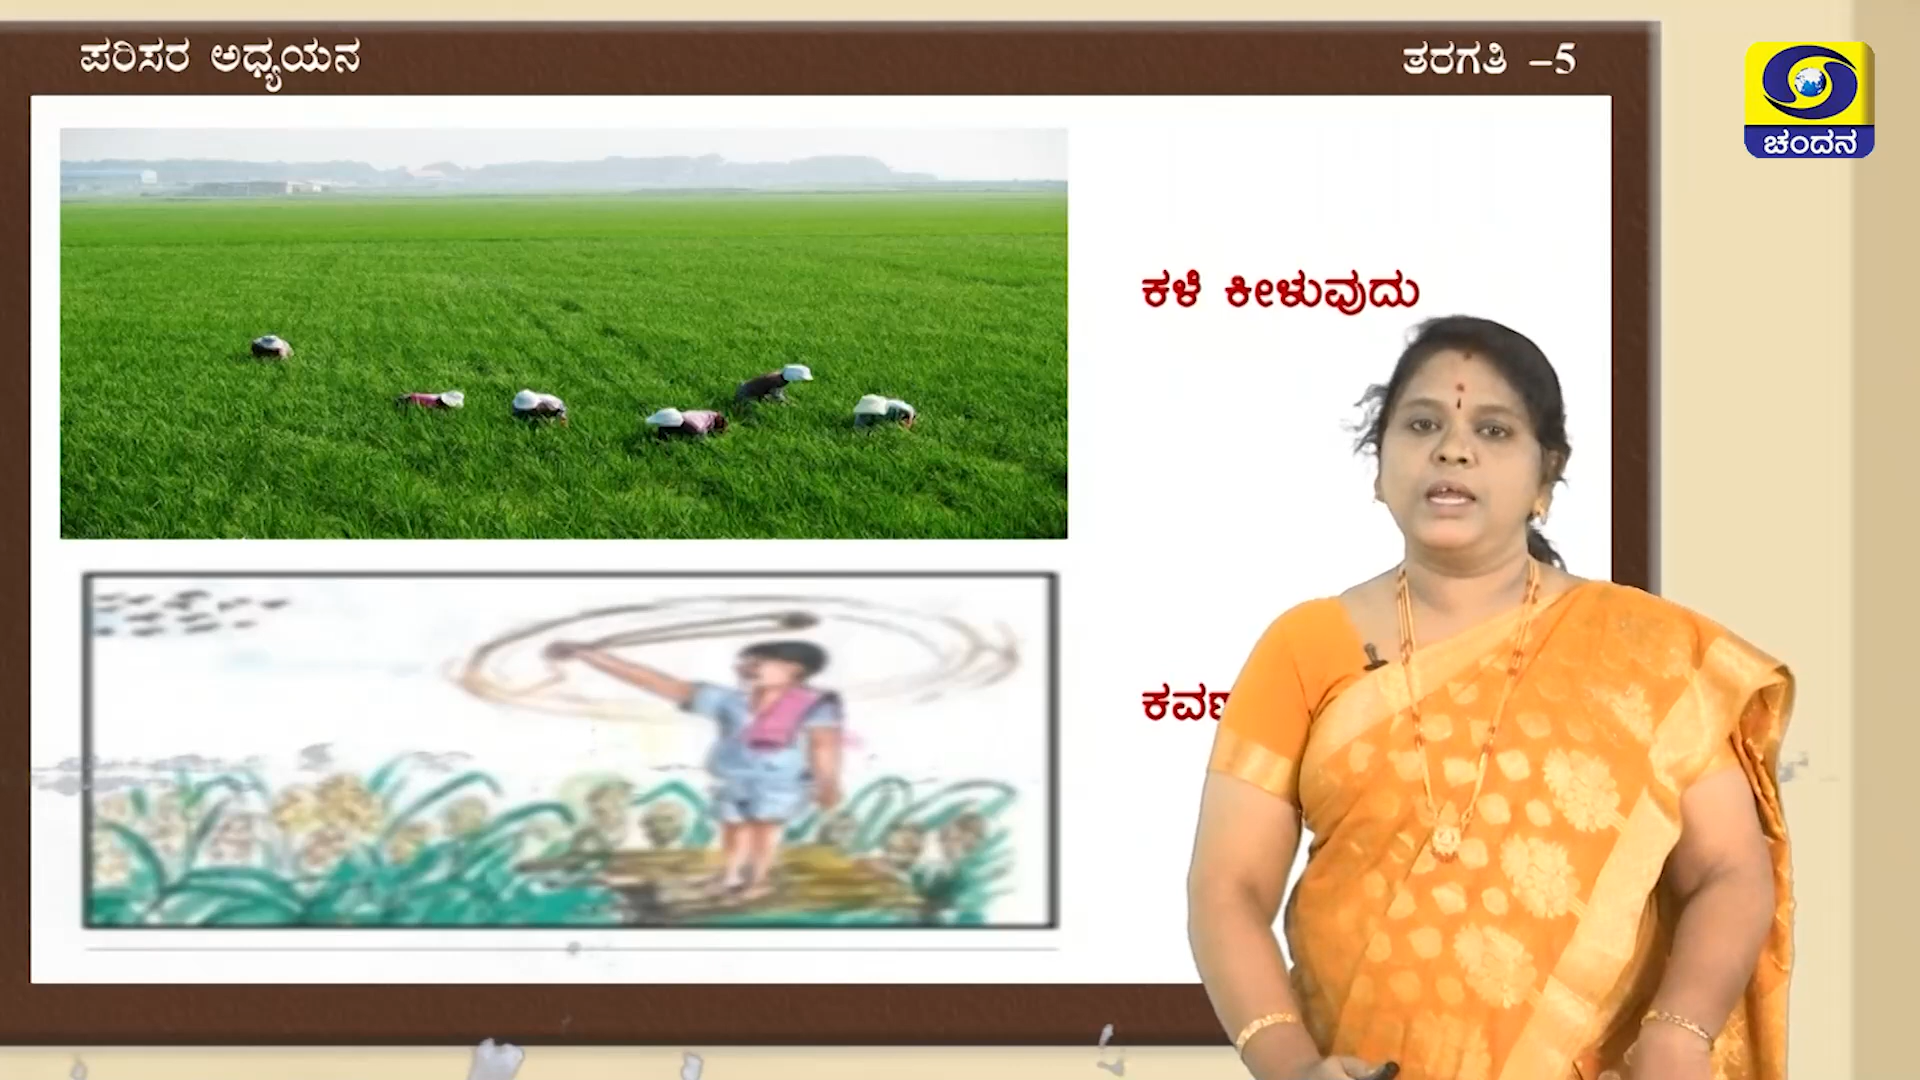 ಪರಿಸರ ಅಧ್ಯಯನ
ತರಗತಿ –5
ಚಂದನ
ಕಳೆ ಕೀಳುವುದು